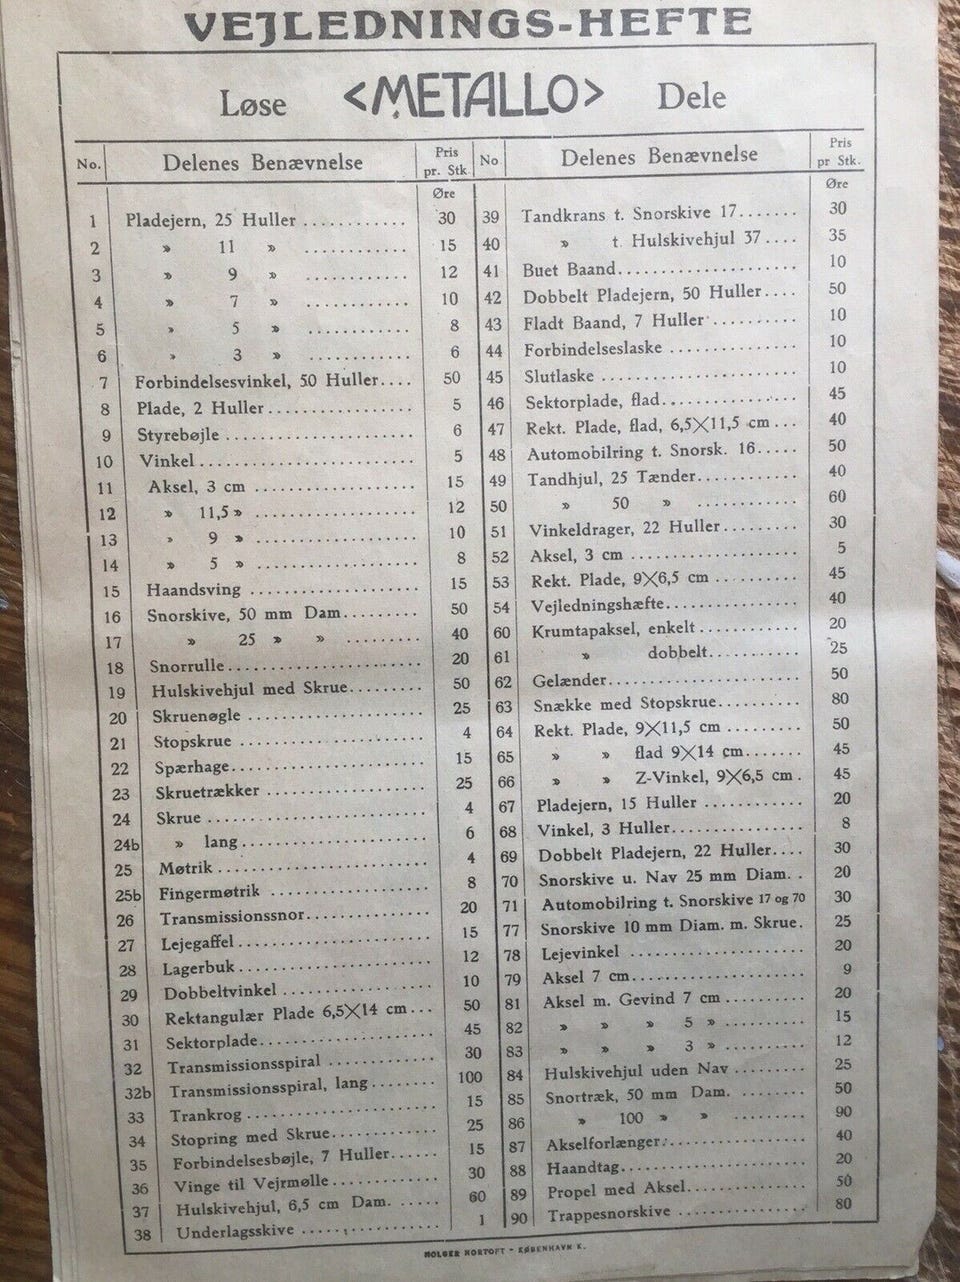 VEJLEDNINGS-HEFTE
Løse <METALLO> Dele
No. Delenes Benævnelse Pris pr. Stk.
Øre
1 Pladejern, 25 Huller ............ 30
2 » 11 » ............ 15
3 » 9 » ............ 12
4 » 7 » ............ 10
5 » 5 » ............ 8
6 » 3 » ............ 6
7 Forbindelsesvinkel, 50 Huller.... 50
8 Plade, 2 Huller ................. 5
9 Styrebøjle ...................... 6
10 Vinkel ......................... 5
11 Aksel, 3 cm .................... 15
12 » 11,5 » ................... 12
13 » 9 » ................... 10
14 » 5 » ................... 8
15 Haandsving .................... 15
16 Snorskive, 50 mm Dam......... 50
17 » 25 » » ......... 40
18 Snorrulle ...................... 20
19 Hulskivehjul med Skrue......... 50
20 Skruenøgle .................... 25
21 Stopskrue ..................... 4
22 Spærhage...................... 15
23 Skruetrækker .................. 25
24 Skrue ......................... 4
24b » lang....................... 6
25 Møtrik ........................ 4
25b Fingermøtrik .................. 8
26 Transmissionssnor.............. 20
27 Lejegaffel ..................... 15
28 Lagerbuk ...................... 12
29 Dobbeltvinkel ................. 10
30 Rektangulær Plade 6,5×14 cm... 50
31 Sektorplade.................... 45
32 Transmissionsspiral ............ 30
32b Transmissionsspiral, lang ........ 100
33 Trankrog ...................... 15
34 Stopring med Skrue............. 25
35 Forbindelsesbøjle, 7 Huller...... 15
36 Vinge til Vejrmølle.............. 30
37 Hulskivehjul, 6,5 cm Dam. ..... 60
38 Underlagsskive ................. 1
No Delenes Benævnelse Pris pr Stk.
Øre
39 Tandkrans t. Snorskive 17....... 30
40 » t. Hulskivehjul 37.... 35
41 Buet Baand..................... 10
42 Dobbelt Pladejern, 50 Huller.... 50
43 Fladt Baand, 7 Huller .......... 10
44 Forbindelseslaske ............... 10
45 Slutlaske ....................... 10
46 Sektorplade, flad................ 45
47 Rekt. Plade, flad, 6,5×11,5 cm... 40
48 Automobilring t. Snorsk. 16..... 50
49 Tandhjul, 25 Tænder............ 40
50 » 50 » ............ 60
51 Vinkeldrager, 22 Huller......... 30
52 Aksel, 3 cm .................... 5
53 Rekt. Plade, 9×6,5 cm .......... 45
54 Vejledningshæfte................ 40
60 Krumtapaksel, enkelt............ 20
61 » dobbelt........... 25
62 Gelænder....................... 50
63 Snække med Stopskrue.......... 80
64 Rekt. Plade, 9×11,5 cm ......... 50
65 » » flad 9×14 cm....... 45
66 » » Z-Vinkel, 9×6,5 cm . 45
67 Pladejern, 15 Huller ............ 20
68 Vinkel, 3 Huller................ 8
69 Dobbelt Pladejern, 22 Huller.... 30
70 Snorskive u. Nav 25 mm Diam. . 20
71 Automobilring t. Snorskive 17 og 70 30
77 Snorskive 10 mm Diam. m. Skrue. 25
78 Lejevinkel ..................... 20
79 Aksel 7 cm..................... 9
81 Aksel m. Gevind 7 cm .......... 20
82 » » » 5 » .......... 15
83 » » » 3 » .......... 12
84 Hulskivehjul uden Nav ......... 25
85 Snortræk, 50 mm Dam. ........ 50
86 » 100 » » ......... 90
87 Akselforlænger................. 40
88 Haandtag...................... 20
89 Propel med Aksel.............. 50
90 Trappesnorskive ............... 80
HOLGER HORTOFT - KØBENHAVN K.